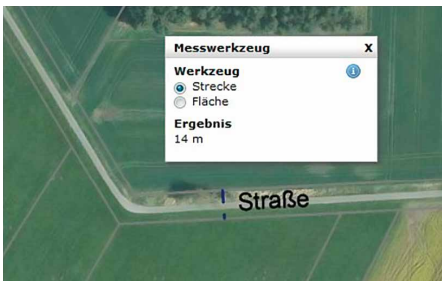 Messwerkzeug X
Werkzeug
Strecke
Fläche
Ergebnis
14 m
Straße